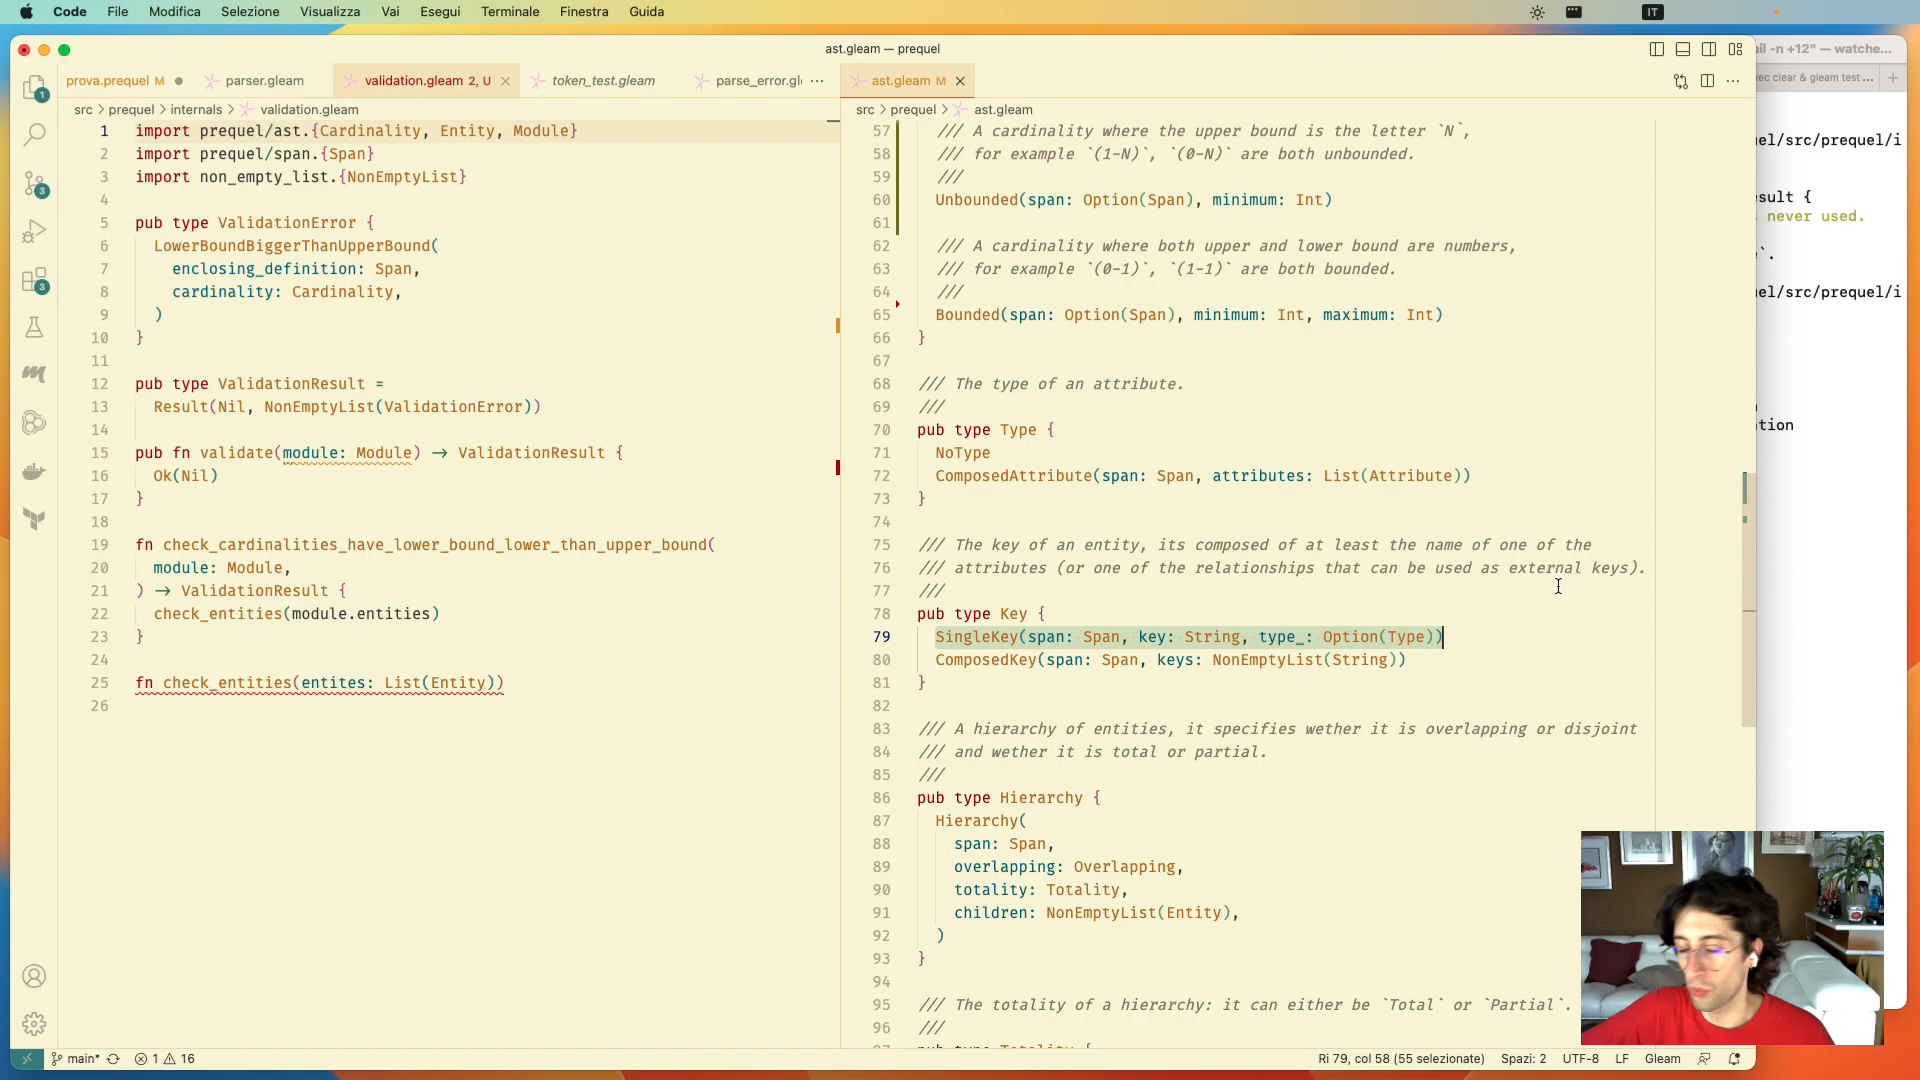 Code File Modifica Selezione Visualizza Vai Esegui Terminale Finestra Guida IT
ast.gleam — prequel
ail -n +12" — watche...
prova.prequel M parser.gleam validation.gleam 2, U token_test.gleam parse_error.gl ast.gleam M
xec clear & gleam test ...
src > prequel > internals > validation.gleam
1 import prequel/ast.{Cardinality, Entity, Module}
2 import prequel/span.{Span}
3 import non_empty_list.{NonEmptyList}
4
5 pub type ValidationError {
6 LowerBoundBiggerThanUpperBound(
7 enclosing_definition: Span,
8 cardinality: Cardinality,
9 )
10 }
11
12 pub type ValidationResult =
13 Result(Nil, NonEmptyList(ValidationError))
14
15 pub fn validate(module: Module) -> ValidationResult {
16 Ok(Nil)
17 }
18
19 fn check_cardinalities_have_lower_bound_lower_than_upper_bound(
20 module: Module,
21 ) -> ValidationResult {
22 check_entities(module.entities)
23 }
24
25 fn check_entities(entites: List(Entity))
26
src > prequel > ast.gleam
57 /// A cardinality where the upper bound is the letter `N`,
58 /// for example `(1-N)`, `(0-N)` are both unbounded.
59 ///
60 Unbounded(span: Option(Span), minimum: Int)
61
62 /// A cardinality where both upper and lower bound are numbers,
63 /// for example `(0-1)`, `(1-1)` are both bounded.
64 ///
65 Bounded(span: Option(Span), minimum: Int, maximum: Int)
66 }
67
68 /// The type of an attribute.
69 ///
70 pub type Type {
71 NoType
72 ComposedAttribute(span: Span, attributes: List(Attribute))
73 }
74
75 /// The key of an entity, its composed of at least the name of one of the
76 /// attributes (or one of the relationships that can be used as external keys).
77 ///
78 pub type Key {
79 SingleKey(span: Span, key: String, type_: Option(Type))
80 ComposedKey(span: Span, keys: NonEmptyList(String))
81 }
82
83 /// A hierarchy of entities, it specifies wether it is overlapping or disjoint
84 /// and wether it is total or partial.
85 ///
86 pub type Hierarchy {
87 Hierarchy(
88 span: Span,
89 overlapping: Overlapping,
90 totality: Totality,
91 children: NonEmptyList(Entity),
92 )
93 }
94
95 /// The totality of a hierarchy: it can either be `Total` or `Partial`.
96 ///
uel/src/prequel/i
esult {
s never used.
e`.
uel/src/prequel/i
tion
1
3
3
main* 1 16
Ri 79, col 58 (55 selezionate) Spazi: 2 UTF-8 LF Gleam